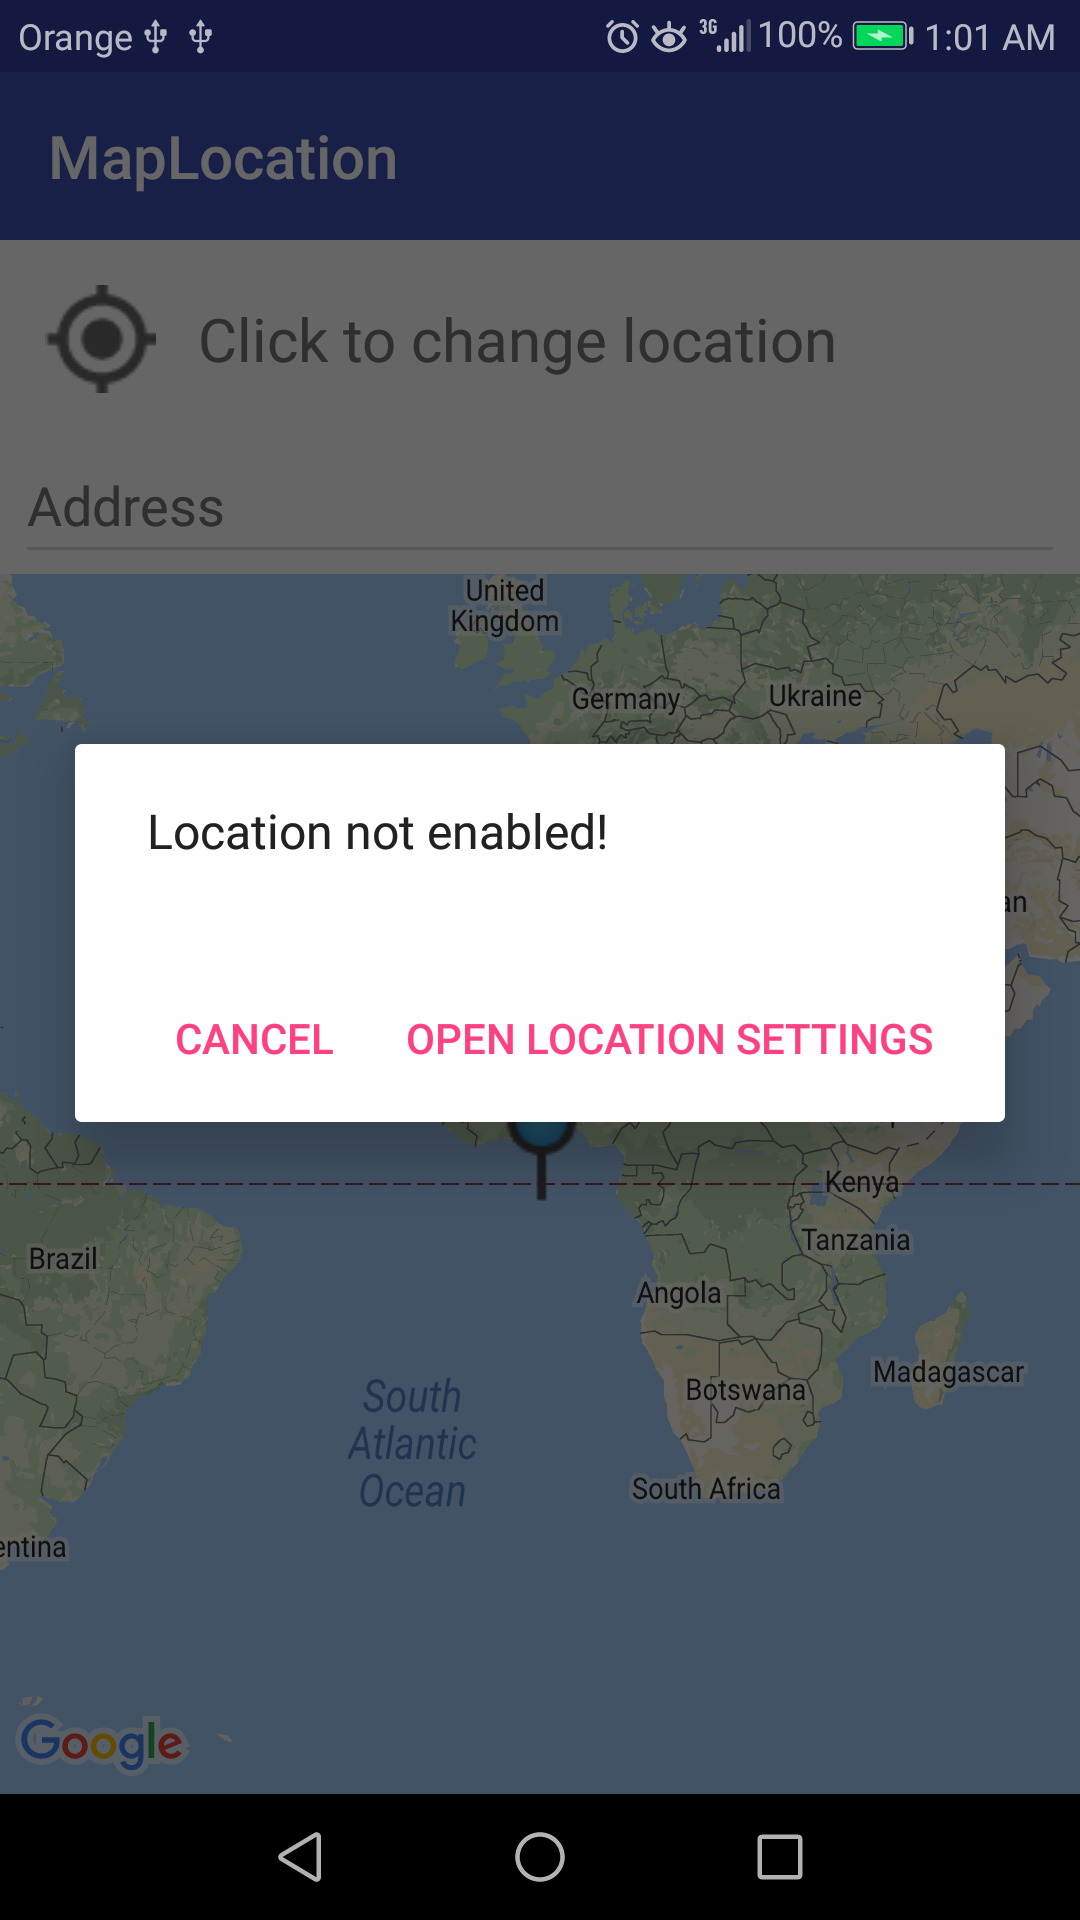 Orange 3G 100% 1:01 AM
MapLocation
Click to change location
Address
United
Kingdom
Germany
Ukraine
Location not enabled!
an
CANCEL OPEN LOCATION SETTINGS
Kenya
Tanzania
Brazil
Angola
Madagascar
Botswana
South
Atlantic
Ocean
South Africa
entina
Google